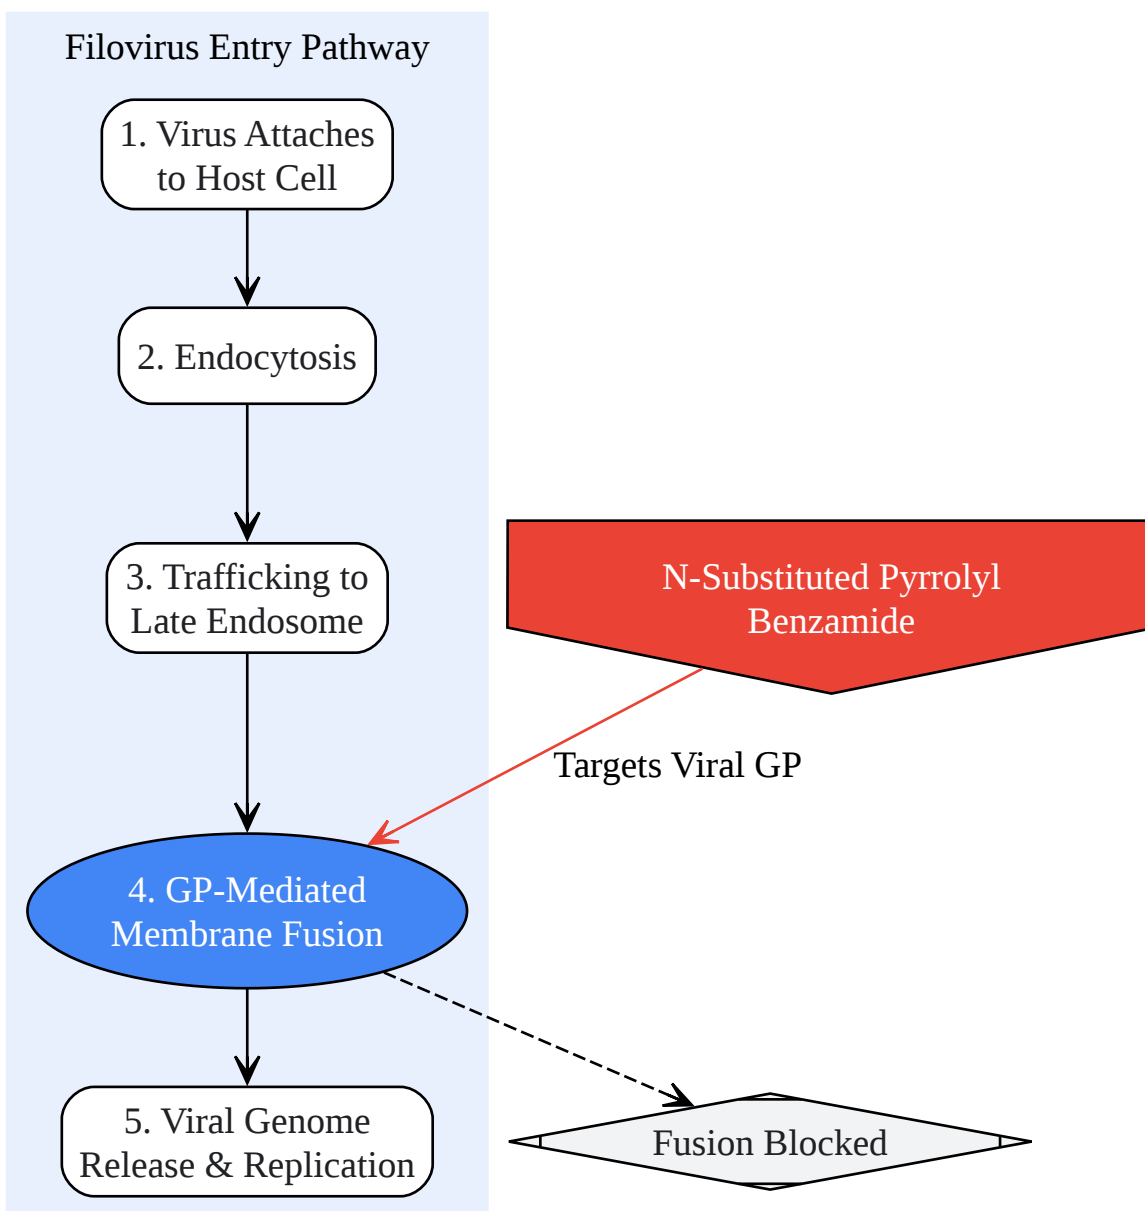 Filovirus Entry Pathway
1. Virus Attaches
to Host Cell
2. Endocytosis
3. Trafficking to
Late Endosome
N-Substituted Pyrrolyl
Benzamide
Targets Viral GP
4. GP-Mediated
Membrane Fusion
5. Viral Genome
Release & Replication
Fusion Blocked